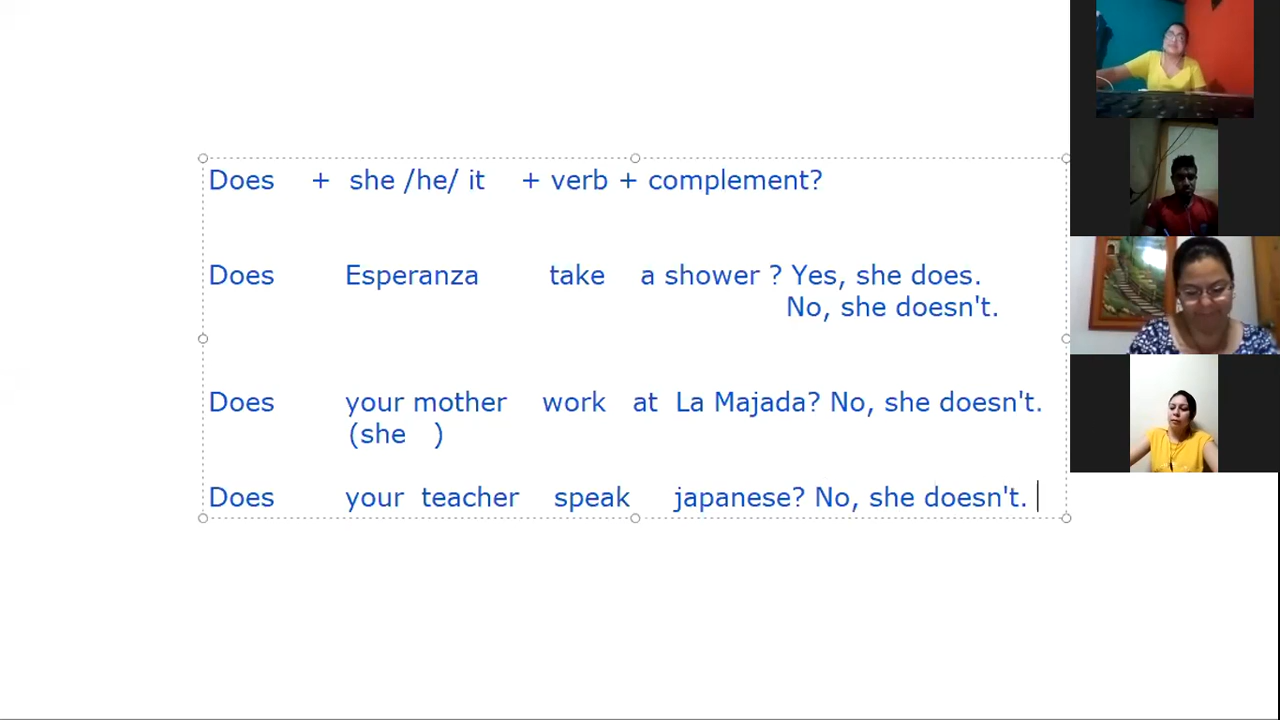 Does + she /he/ it + verb + complement?
Does Esperanza take a shower ? Yes, she does.
No, she doesn't.
Does your mother work at La Majada? No, she doesn't.
(she )
Does your teacher speak japanese? No, she doesn't.